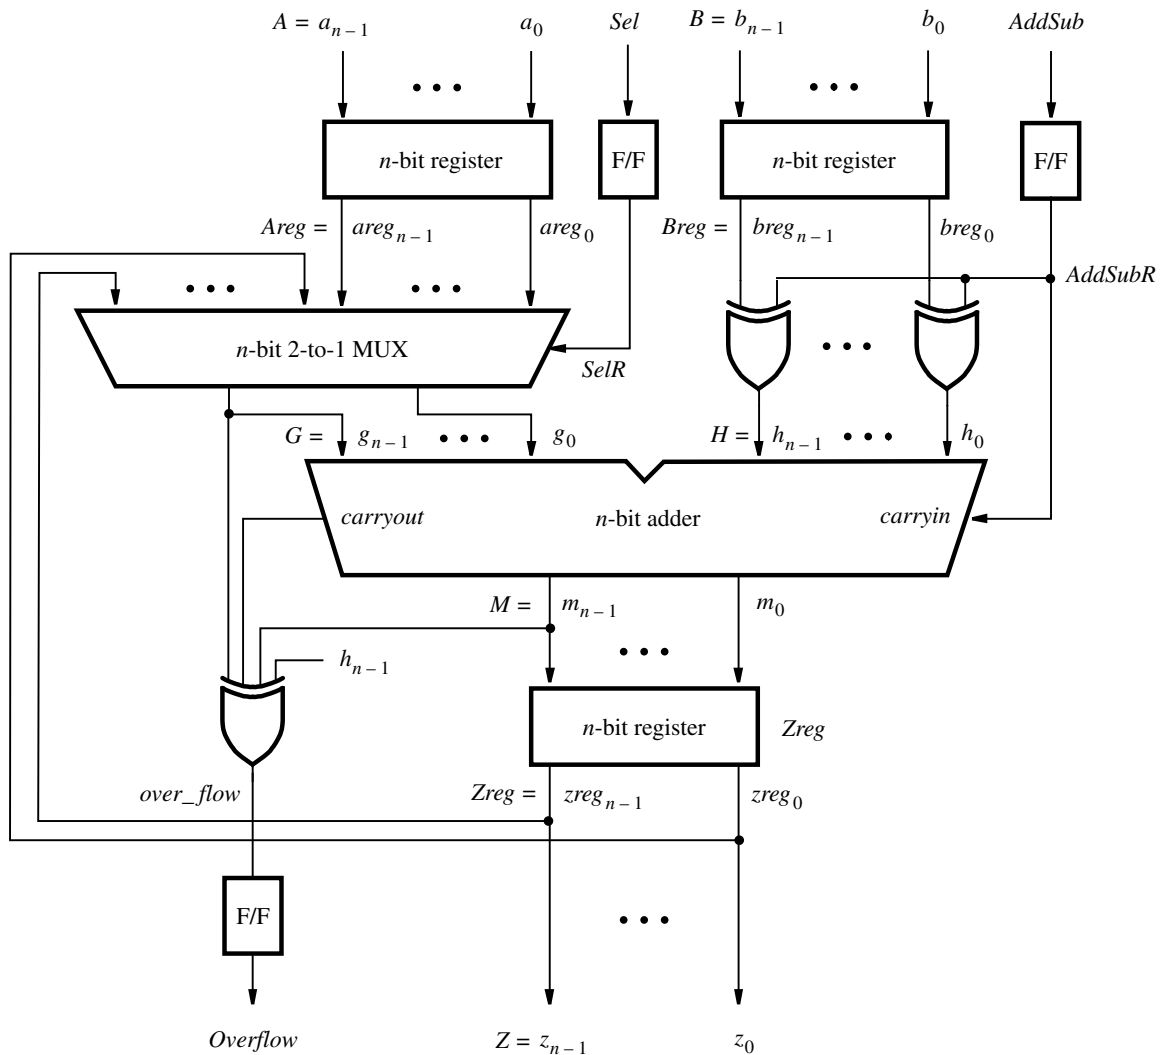 A = a_{n–1} a_0 Sel B = b_{n–1} b_0 AddSub
• • • • • •
n-bit register F/F n-bit register F/F
Areg = areg_{n–1} areg_0 Breg = breg_{n–1} breg_0
AddSubR
• • • • • •
n-bit 2-to-1 MUX • • •
SelR
G = g_{n–1} • • • g_0 H = h_{n–1} • • • h_0
carryout n-bit adder carryin
M = m_{n–1} m_0
h_{n–1} • • •
n-bit register Zreg
over_flow Zreg = zreg_{n–1} zreg_0
F/F • • •
Overflow Z = z_{n–1} z_0